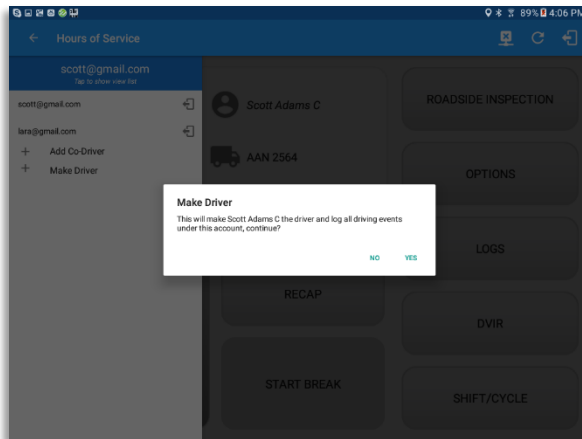 89% 4:06 PM
Hours of Service
scott@gmail.com
Tap to show view list
scott@gmail.com
lara@gmail.com
+ Add Co-Driver
+ Make Driver
Scott Adams C
AAN 2564
RECAP
START BREAK
ROADSIDE INSPECTION
OPTIONS
LOGS
DVIR
SHIFT/CYCLE
Make Driver
This will make Scott Adams C the driver and log all driving events
under this account, continue?
NO YES